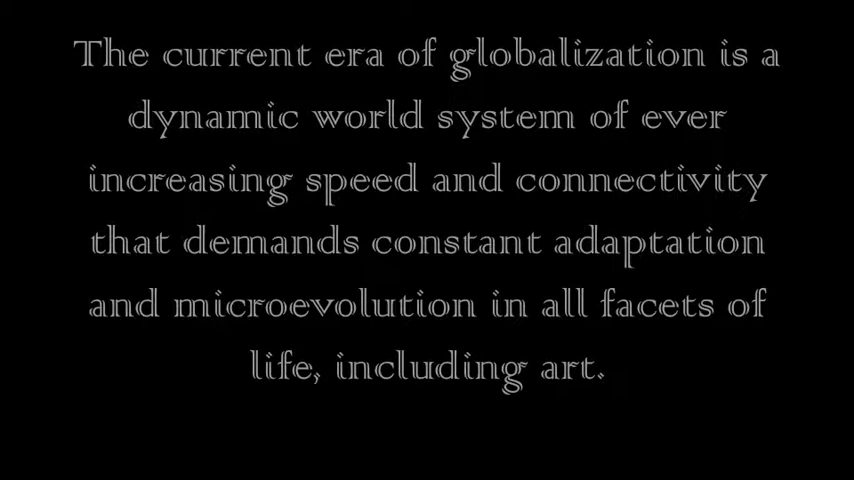 The current era of globalization is a
dynamic world system of ever
increasing speed and connectivity
that demands constant adaptation
and microevolution in all facets of
life, including art.